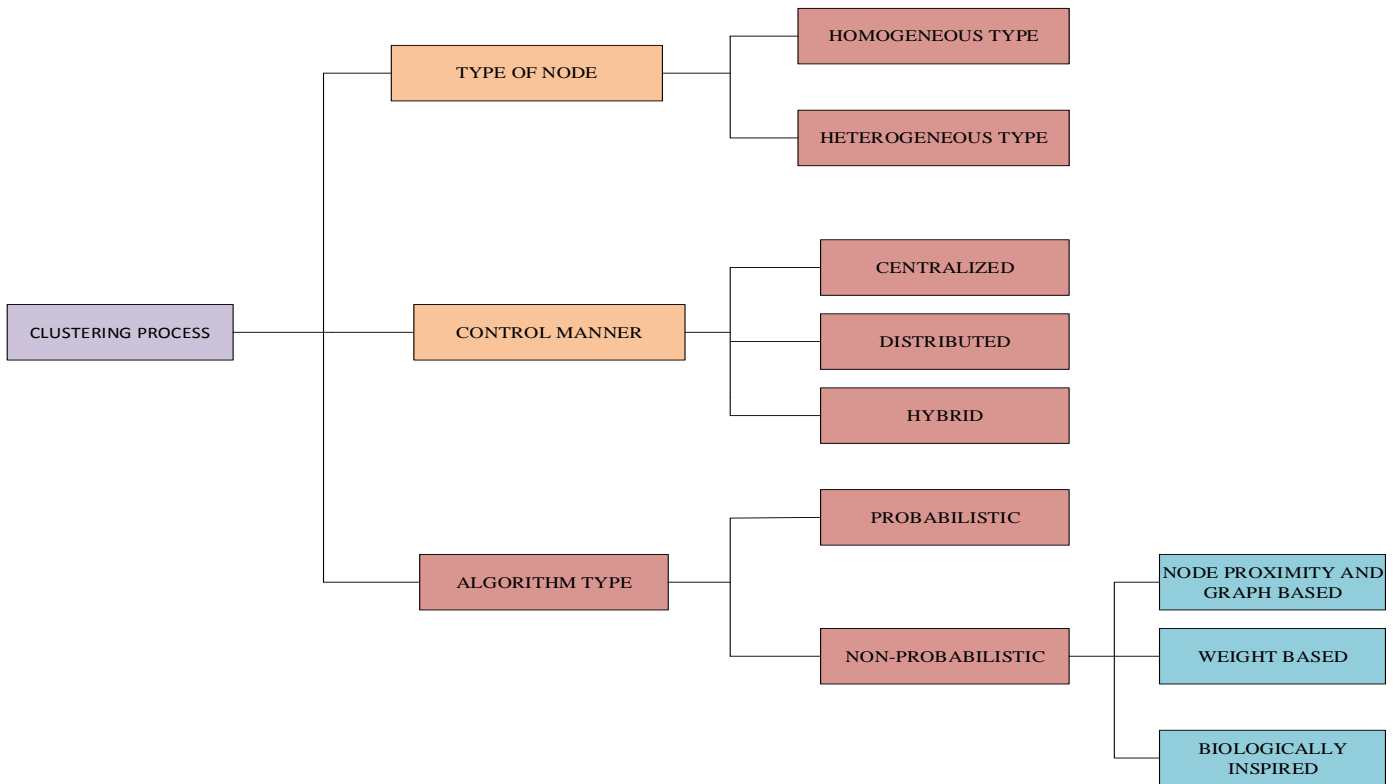 HOMOGENEOUS TYPE
TYPE OF NODE
HETEROGENEOUS TYPE
CENTRALIZED
CLUSTERING PROCESS
CONTROL MANNER
DISTRIBUTED
HYBRID
PROBABILISTIC
ALGORITHM TYPE
NODE PROXIMITY AND
GRAPH BASED
NON-PROBABILISTIC
WEIGHT BASED
BIOLOGICALLY
INSPIRED